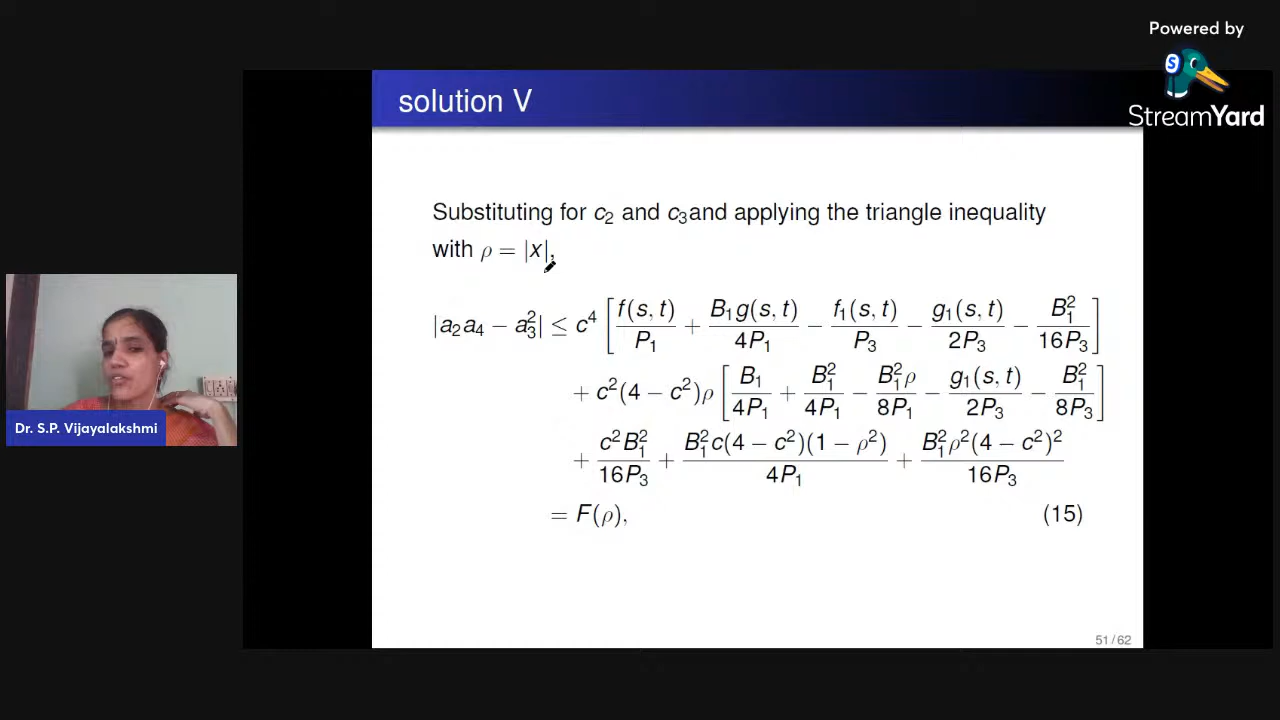 Powered by
StreamYard
solution V
Substituting for c₂ and c₃and applying the triangle inequality
with ρ = |x|,
|a₂a₄ − a₃²| ≤ c⁴ [ f(s, t)/P₁ + B₁g(s, t)/4P₁ − f₁(s, t)/P₃ − g₁(s, t)/2P₃ − B₁²/16P₃ ]
+ c²(4 − c²)ρ [ B₁/4P₁ + B₁²/4P₁ − B₁²ρ/8P₁ − g₁(s, t)/2P₃ − B₁²/8P₃ ]
+ c²B₁²/16P₃ + B₁²c(4 − c²)(1 − ρ²)/4P₁ + B₁²ρ²(4 − c²)²/16P₃
= F(ρ), (15)
51 / 62
Dr. S.P. Vijayalakshmi